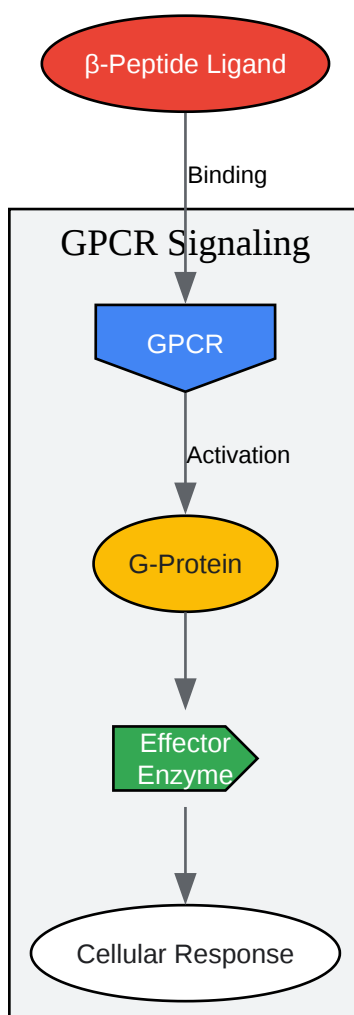 β-Peptide Ligand
Binding
GPCR Signaling
GPCR
Activation
G-Protein
Effector
Enzyme
Cellular Response